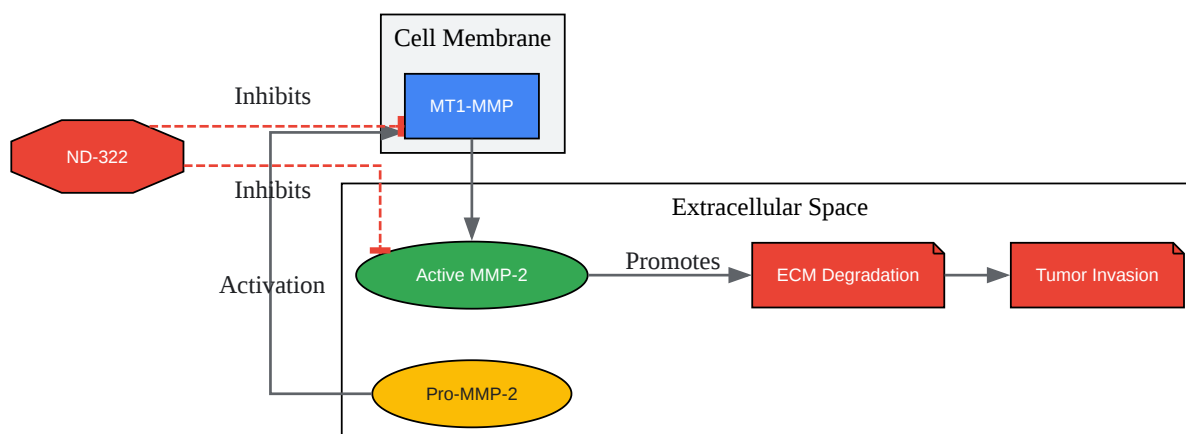 Cell Membrane
MT1-MMP
Inhibits
ND-322
Inhibits
Extracellular Space
Active MMP-2
Promotes
ECM Degradation
Tumor Invasion
Activation
Pro-MMP-2